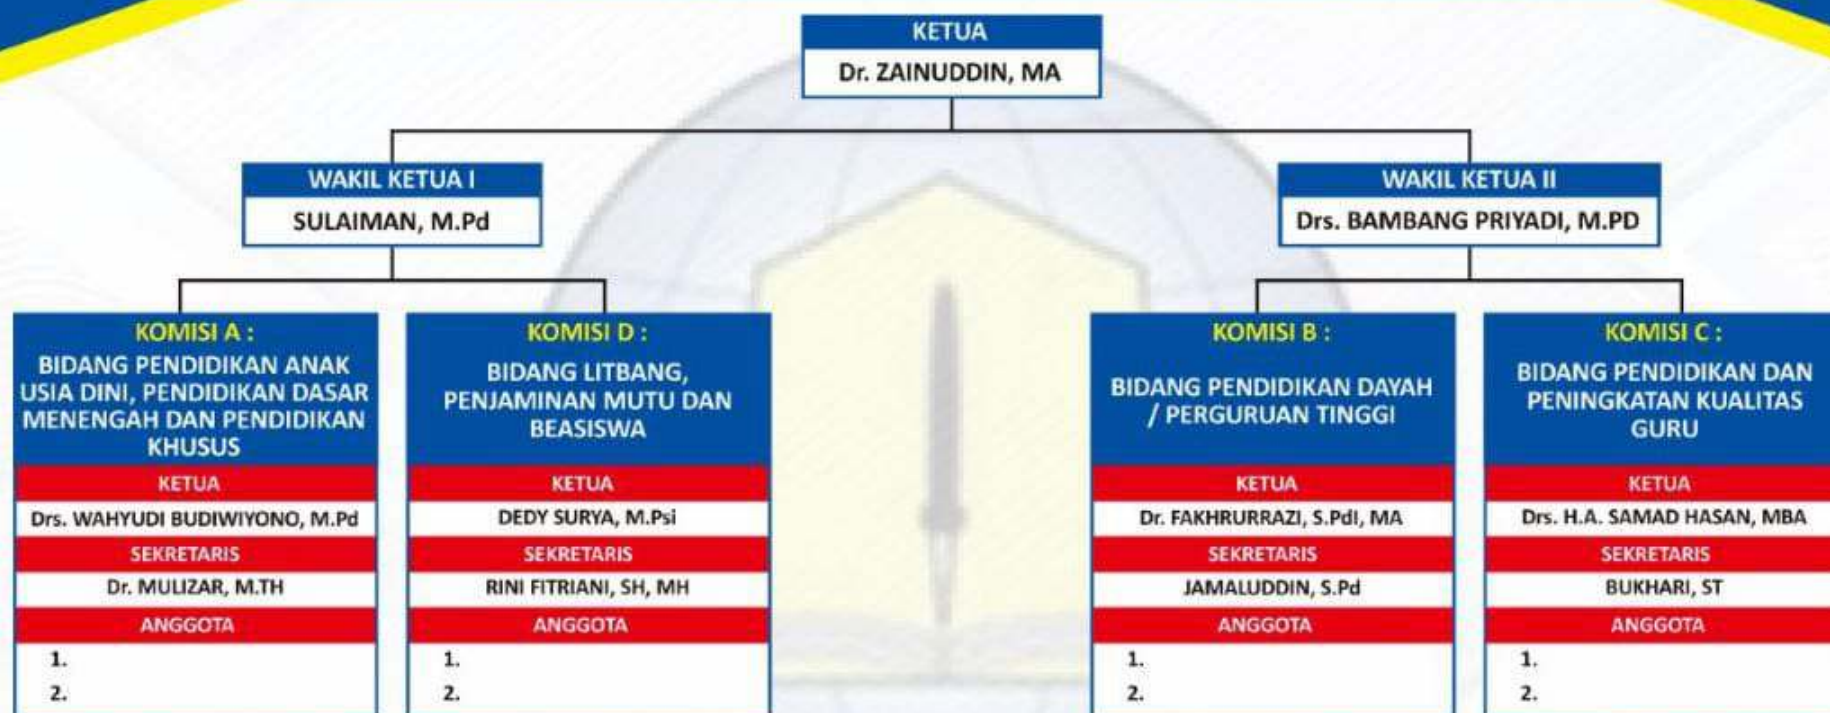 KETUA
Dr. ZAINUDDIN, MA
WAKIL KETUA I
SULAIMAN, M.Pd
WAKIL KETUA II
Drs. BAMBANG PRIYADI, M.PD
KOMISI A :
BIDANG PENDIDIKAN ANAK
USIA DINI, PENDIDIKAN DASAR
MENENGAH DAN PENDIDIKAN
KHUSUS
KETUA
Drs. WAHYUDI BUDIWIYONO, M.Pd
SEKRETARIS
Dr. MULIZAR, M.TH
ANGGOTA
1.
2.
KOMISI D :
BIDANG LITBANG,
PENJAMINAN MUTU DAN
BEASISWA
KETUA
DEDY SURYA, M.Psi
SEKRETARIS
RINI FITRIANI, SH, MH
ANGGOTA
1.
2.
KOMISI B :
BIDANG PENDIDIKAN DAYAH
/ PERGURUAN TINGGI
KETUA
Dr. FAKHRURRAZI, S.PdI, MA
SEKRETARIS
JAMALUDDIN, S.Pd
ANGGOTA
1.
2.
KOMISI C :
BIDANG PENDIDIKAN DAN
PENINGKATAN KUALITAS
GURU
KETUA
Drs. H.A. SAMAD HASAN, MBA
SEKRETARIS
BUKHARI, ST
ANGGOTA
1.
2.